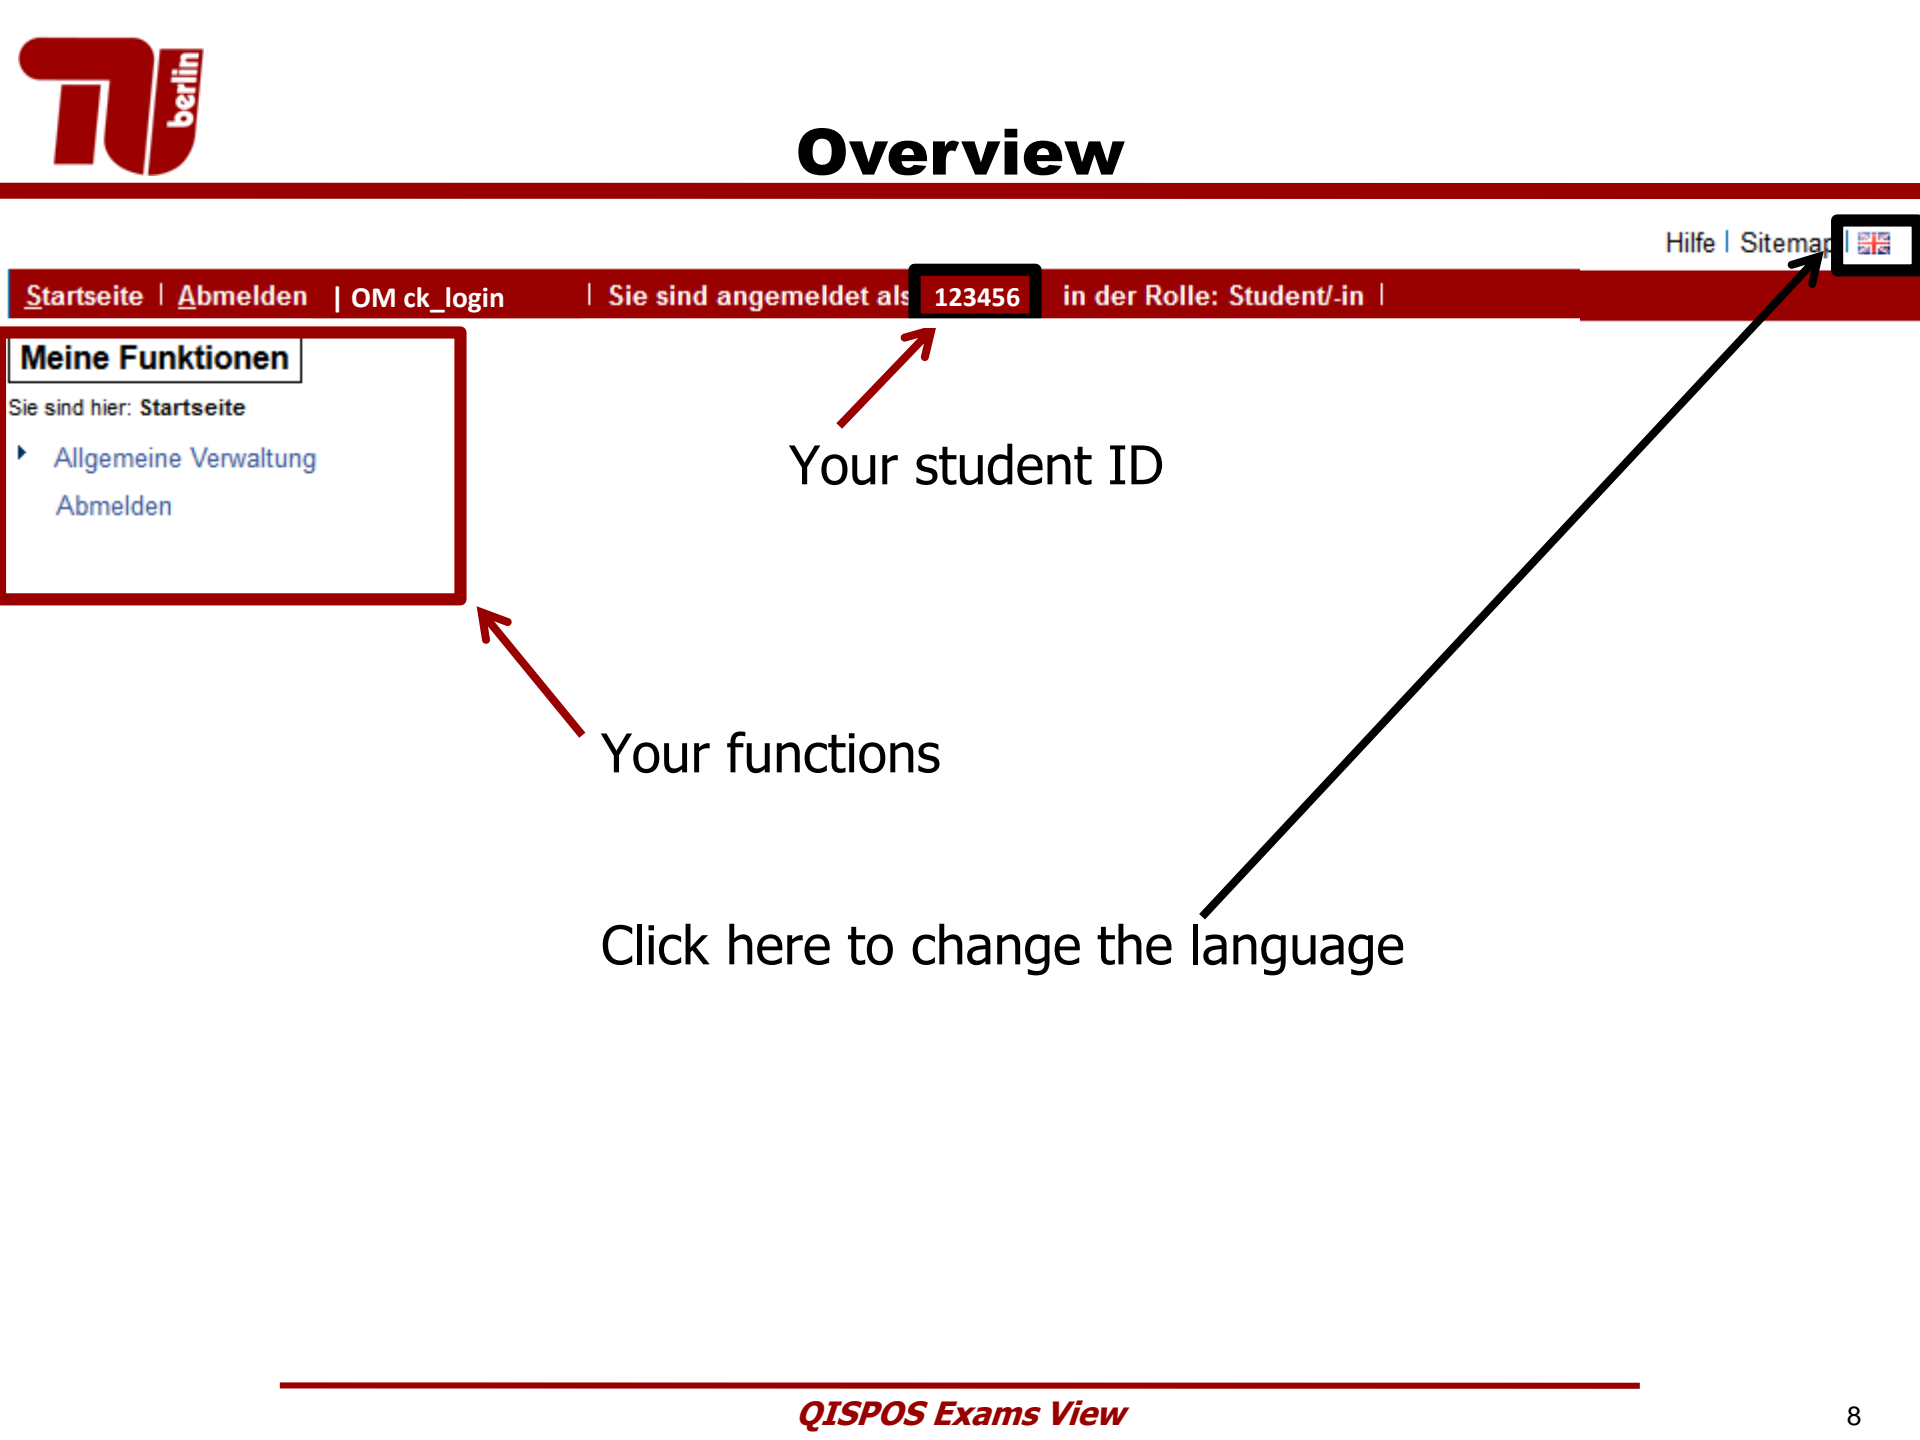 berlin
Overview
Hilfe | Sitemap |
Startseite | Abmelden | OM ck_login | Sie sind angemeldet als 123456 in der Rolle: Student/-in |
Meine Funktionen
Sie sind hier: Startseite
Allgemeine Verwaltung
Abmelden
Your student ID
Your functions
Click here to change the language
QISPOS Exams View
8